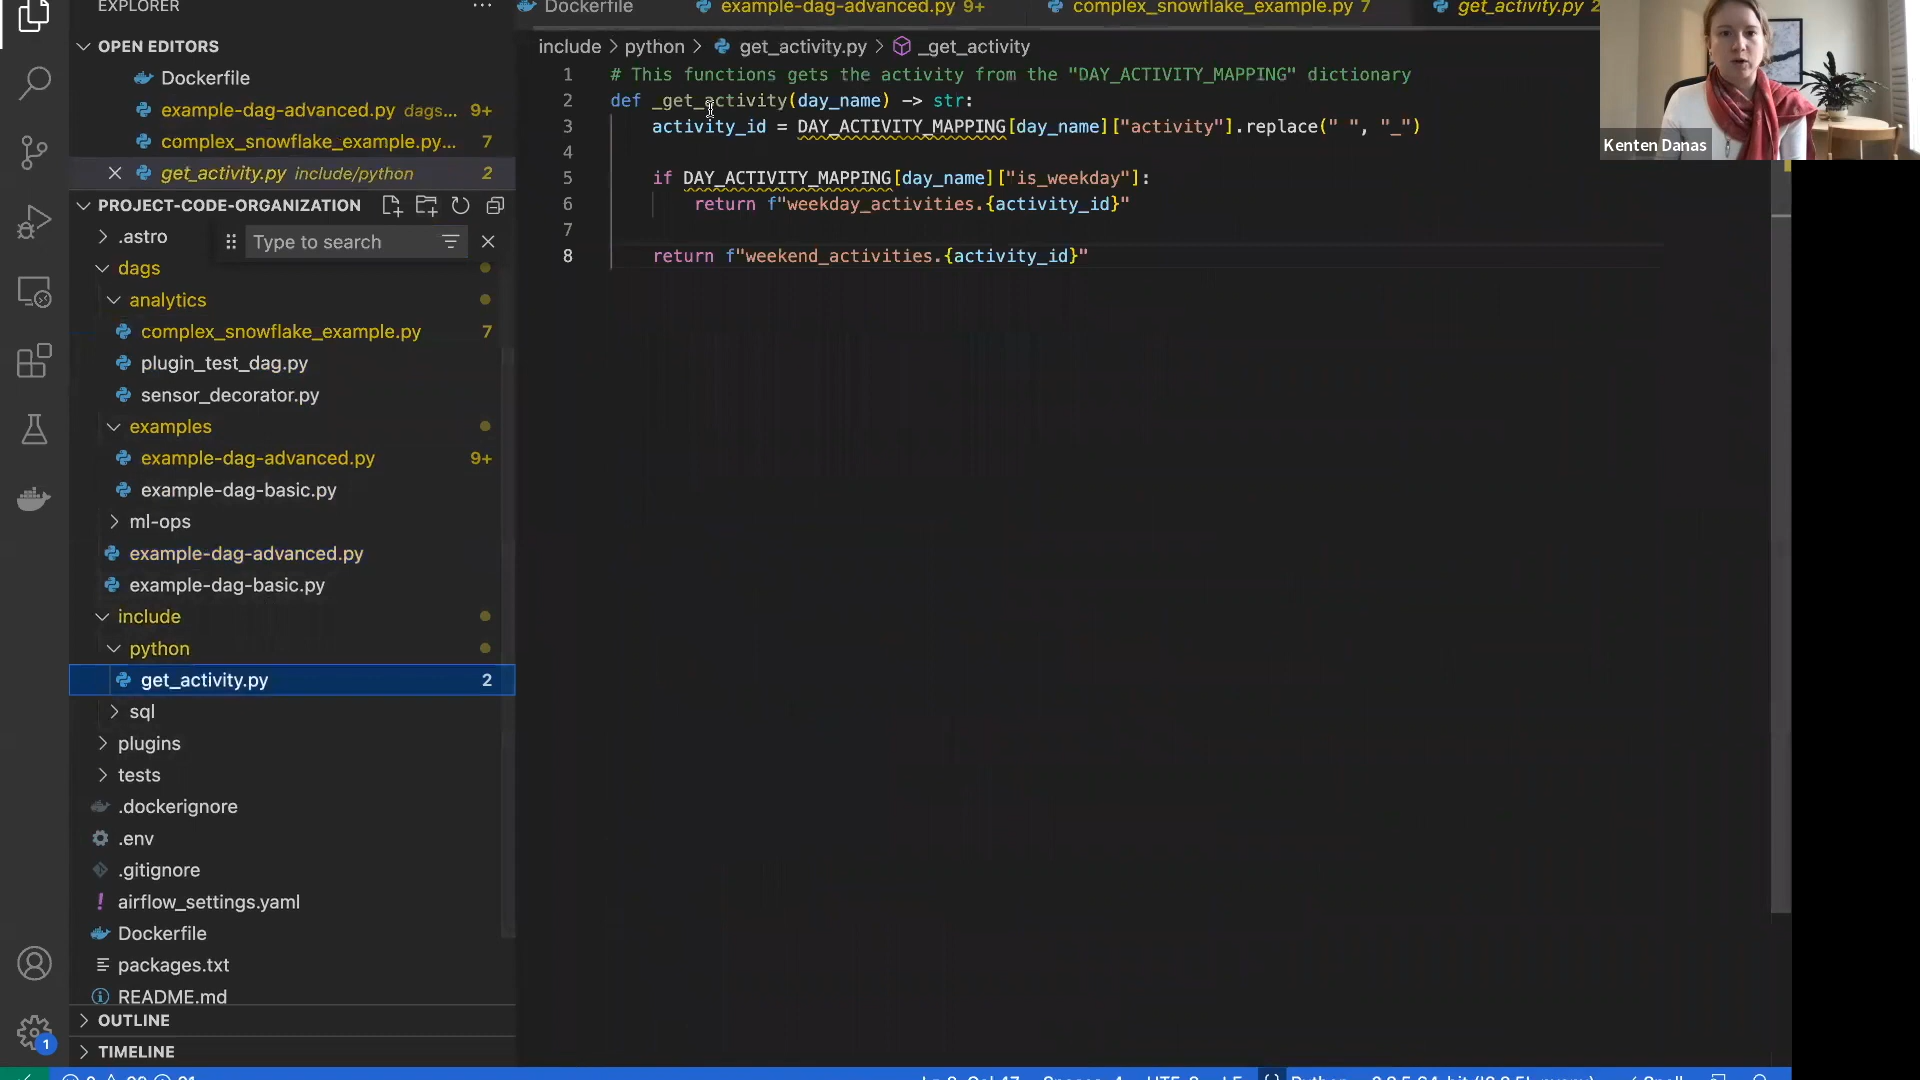 EXPLORER
Dockerfile
example-dag-advanced.py 9+
complex_snowflake_example.py 7
get_activity.py 2
OPEN EDITORS
Dockerfile
example-dag-advanced.py dags... 9+
complex_snowflake_example.py... 7
get_activity.py include/python 2
PROJECT-CODE-ORGANIZATION
Type to search
.astro
dags
analytics
complex_snowflake_example.py 7
plugin_test_dag.py
sensor_decorator.py
examples
example-dag-advanced.py 9+
example-dag-basic.py
ml-ops
example-dag-advanced.py
example-dag-basic.py
include
python
get_activity.py 2
sql
plugins
tests
.dockerignore
.env
.gitignore
airflow_settings.yaml
Dockerfile
packages.txt
README.md
OUTLINE
TIMELINE
1
include > python > get_activity.py > _get_activity
1 # This functions gets the activity from the "DAY_ACTIVITY_MAPPING" dictionary
2 def _get_activity(day_name) -> str:
3 activity_id = DAY_ACTIVITY_MAPPING[day_name]["activity"].replace(" ", "_")
4
5 if DAY_ACTIVITY_MAPPING[day_name]["is_weekday"]:
6 return f"weekday_activities.{activity_id}"
7
8 return f"weekend_activities.{activity_id}"
Kenten Danas